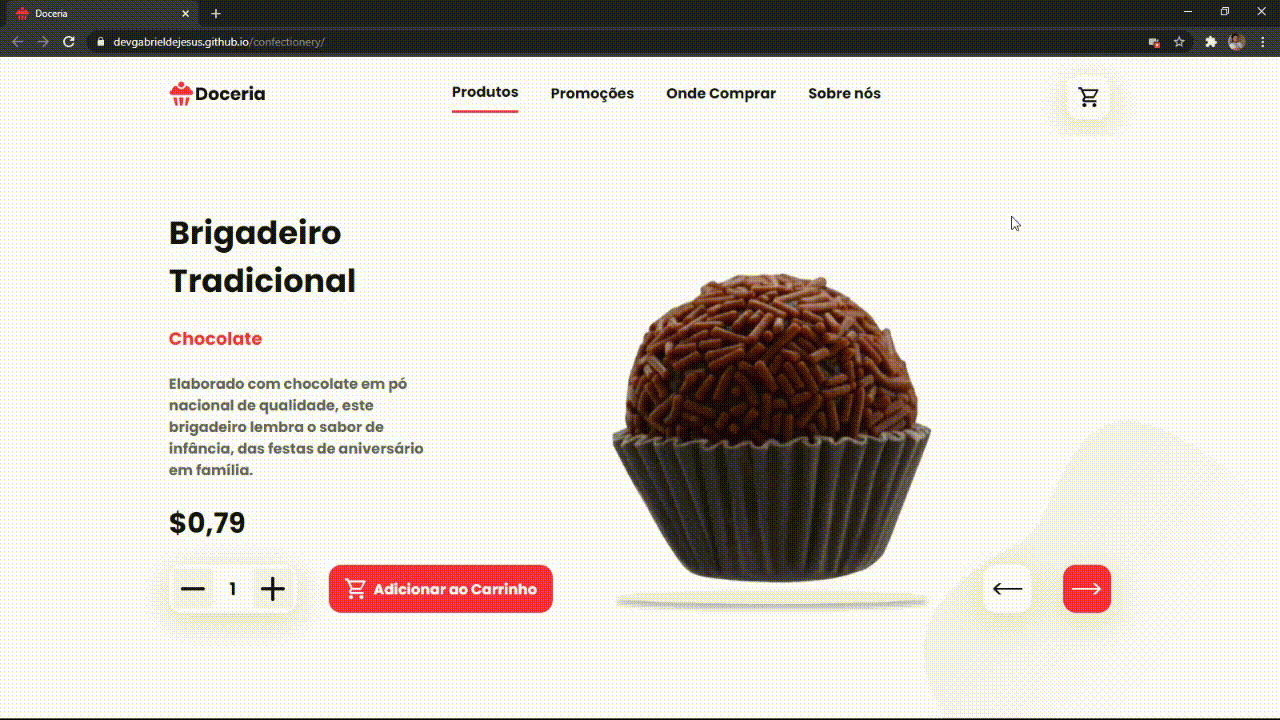 Doceria
devgabrieldejesus.github.io/confectionery/
Doceria
Produtos
Promoções
Onde Comprar
Sobre nós
Brigadeiro
Tradicional
Chocolate
Elaborado com chocolate em pó
nacional de qualidade, este
brigadeiro lembra o sabor de
infância, das festas de aniversário
em família.
$0,79
1
Adicionar ao Carrinho